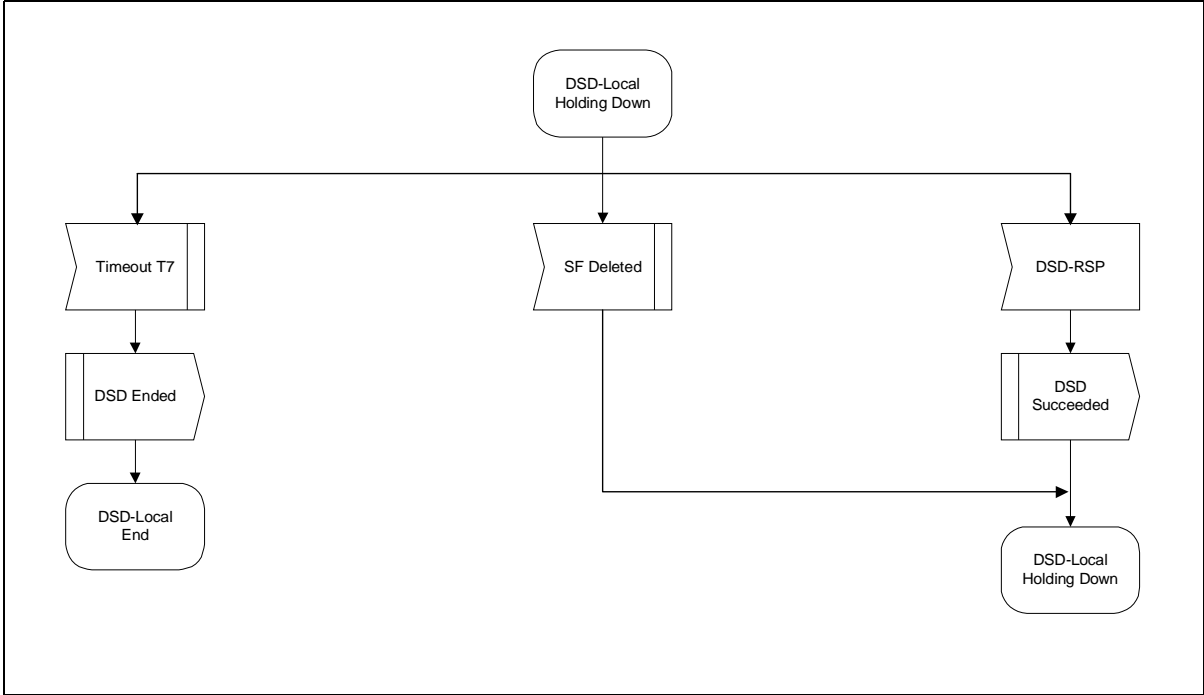 DSD-Local
Holding Down
Timeout T7
SF Deleted
DSD-RSP
DSD Ended
DSD
Succeeded
DSD-Local
End
DSD-Local
Holding Down